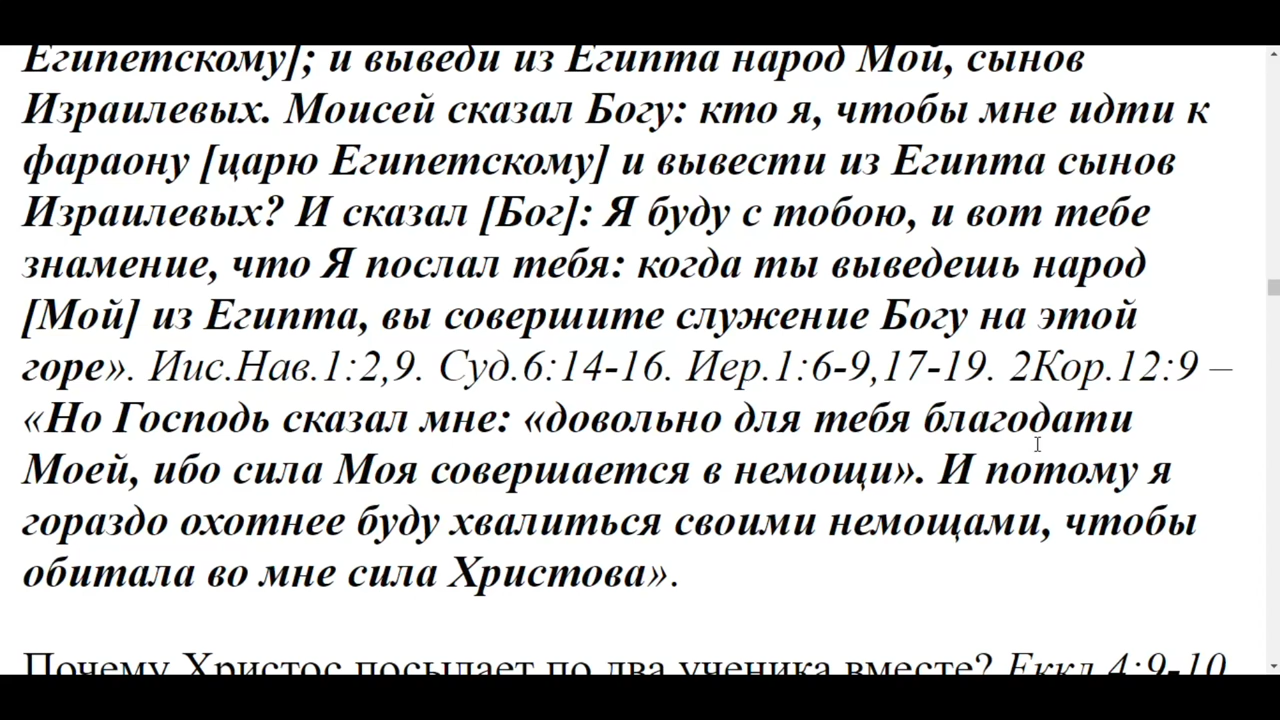 Египетскому]; и выведи из Египта народ Мой, сынов
Израилевых. Моисей сказал Богу: кто я, чтобы мне идти к
фараону [царю Египетскому] и вывести из Египта сынов
Израилевых? И сказал [Бог]: Я буду с тобою, и вот тебе
знамение, что Я послал тебя: когда ты выведешь народ
[Мой] из Египта, вы совершите служение Богу на этой
горе». Иис.Нав.1:2,9. Суд.6:14-16. Иер.1:6-9,17-19. 2Кор.12:9 –
«Но Господь сказал мне: «довольно для тебя благодати
Моей, ибо сила Моя совершается в немощи». И потому я
гораздо охотнее буду хвалиться своими немощами, чтобы
обитала во мне сила Христова».
Почему Христос посылает по два ученика вместе? Еккл.4:9-10